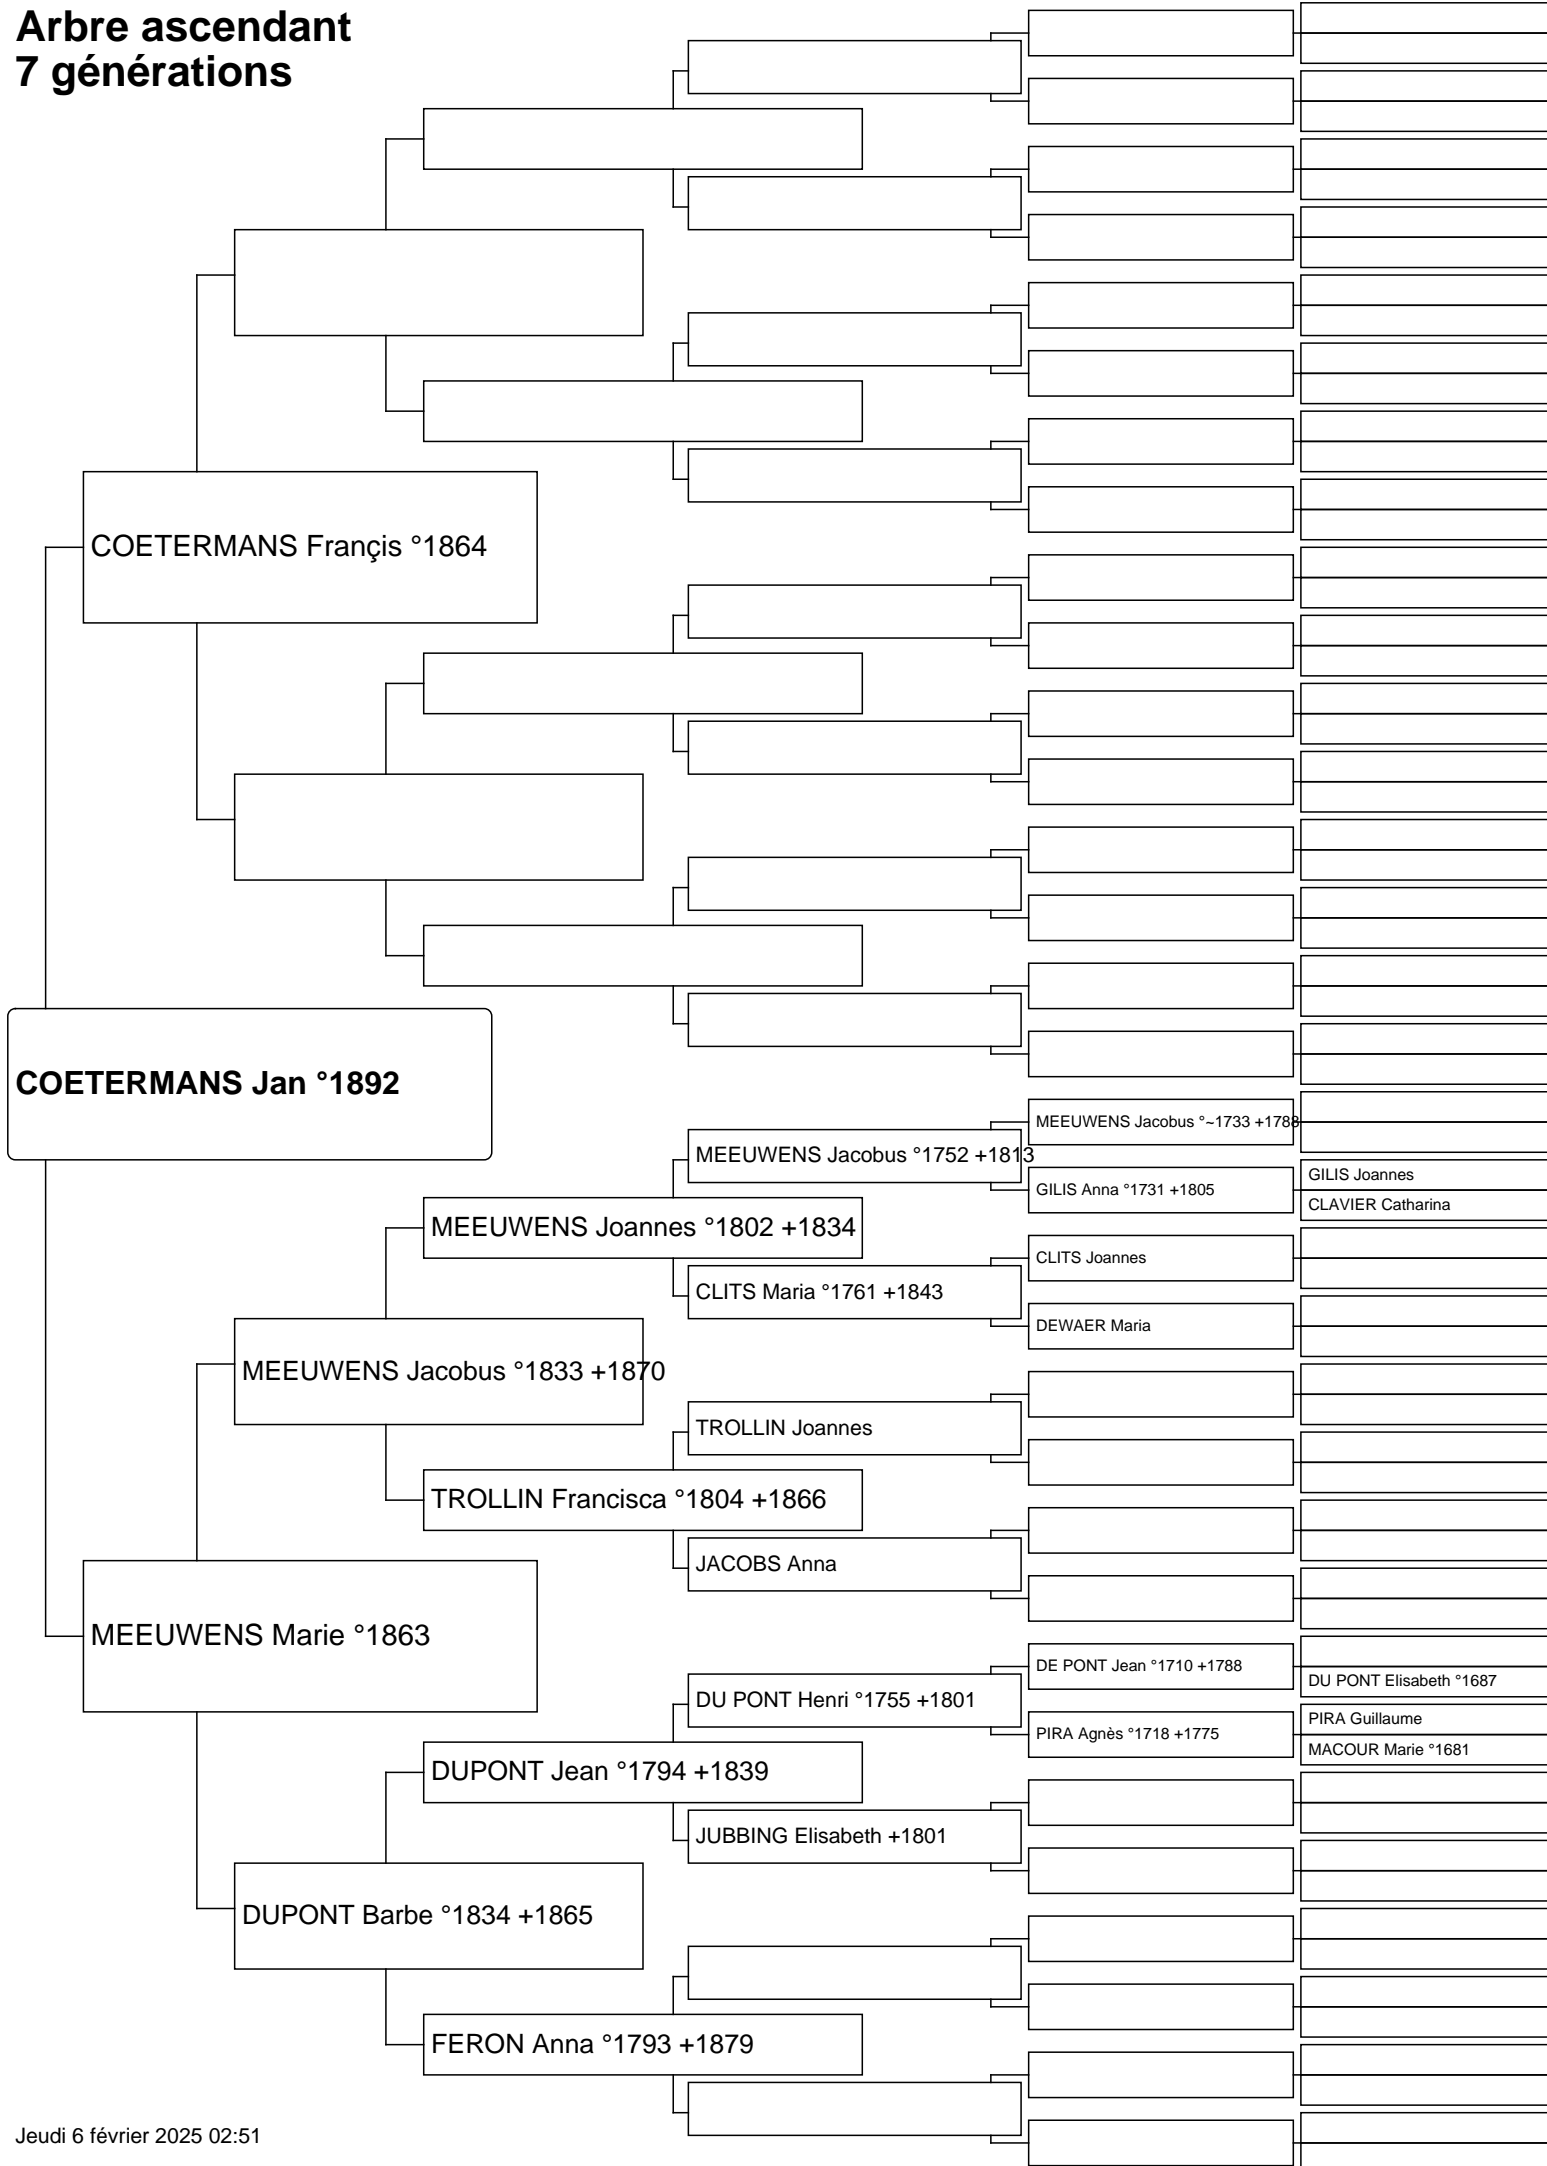 Arbre ascendant
7 générations
COETERMANS Françis °1864
COETERMANS Jan °1892
MEEUWENS Jacobus °~1733 +1788
MEEUWENS Jacobus °1752 +1813
GILIS Joannes
GILIS Anna °1731 +1805
CLAVIER Catharina
MEEUWENS Joannes °1802 +1834
CLITS Joannes
CLITS Maria °1761 +1843
DEWAER Maria
MEEUWENS Jacobus °1833 +1870
TROLLIN Joannes
TROLLIN Francisca °1804 +1866
JACOBS Anna
MEEUWENS Marie °1863
DE PONT Jean °1710 +1788
DU PONT Elisabeth °1687
DU PONT Henri °1755 +1801
PIRA Guillaume
PIRA Agnès °1718 +1775
MACOUR Marie °1681
DUPONT Jean °1794 +1839
JUBBING Elisabeth +1801
DUPONT Barbe °1834 +1865
FERON Anna °1793 +1879
Jeudi 6 février 2025 02:51